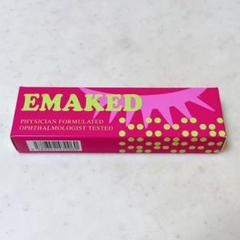 EMAKED
PHYSICIAN FORMULATED
OPHTHALMOLOGIST TESTED